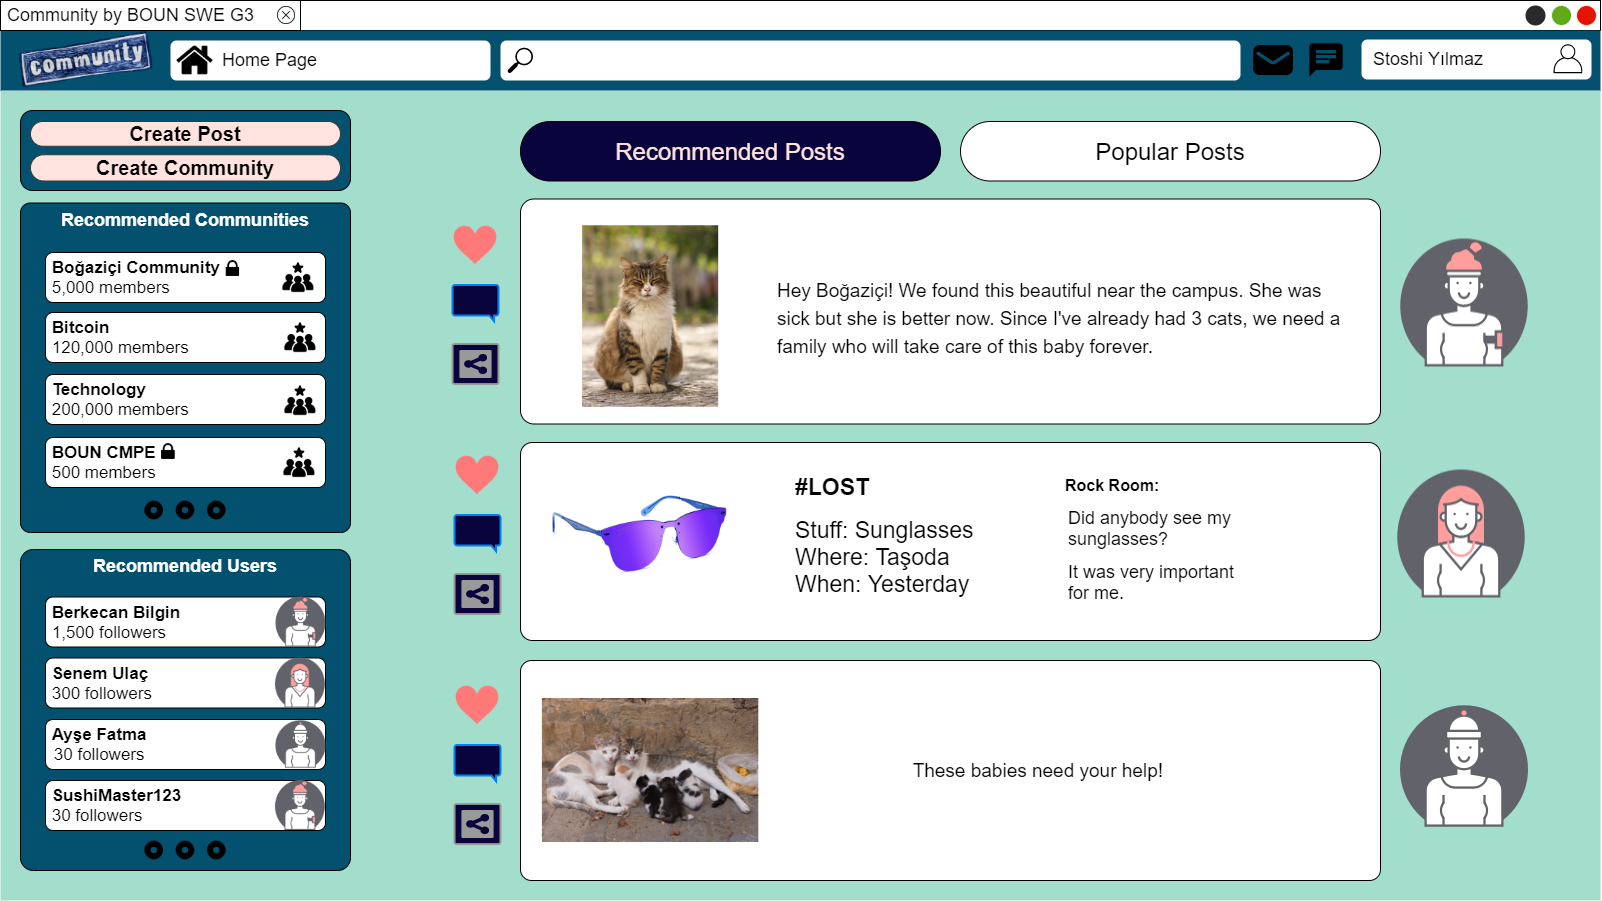 Community by BOUN SWE G3
community
Home Page
Stoshi Yılmaz
Create Post
Create Community
Recommended Communities
Boğaziçi Community
5,000 members
Bitcoin
120,000 members
Technology
200,000 members
BOUN CMPE
500 members
Recommended Users
Berkecan Bilgin
1,500 followers
Senem Ulaç
300 followers
Ayşe Fatma
30 followers
SushiMaster123
30 followers
Recommended Posts
Popular Posts
Hey Boğaziçi! We found this beautiful near the campus. She was
sick but she is better now. Since I've already had 3 cats, we need a
family who will take care of this baby forever.
#LOST
Stuff: Sunglasses
Where: Taşoda
When: Yesterday
Rock Room:
Did anybody see my
sunglasses?
It was very important
for me.
These babies need your help!